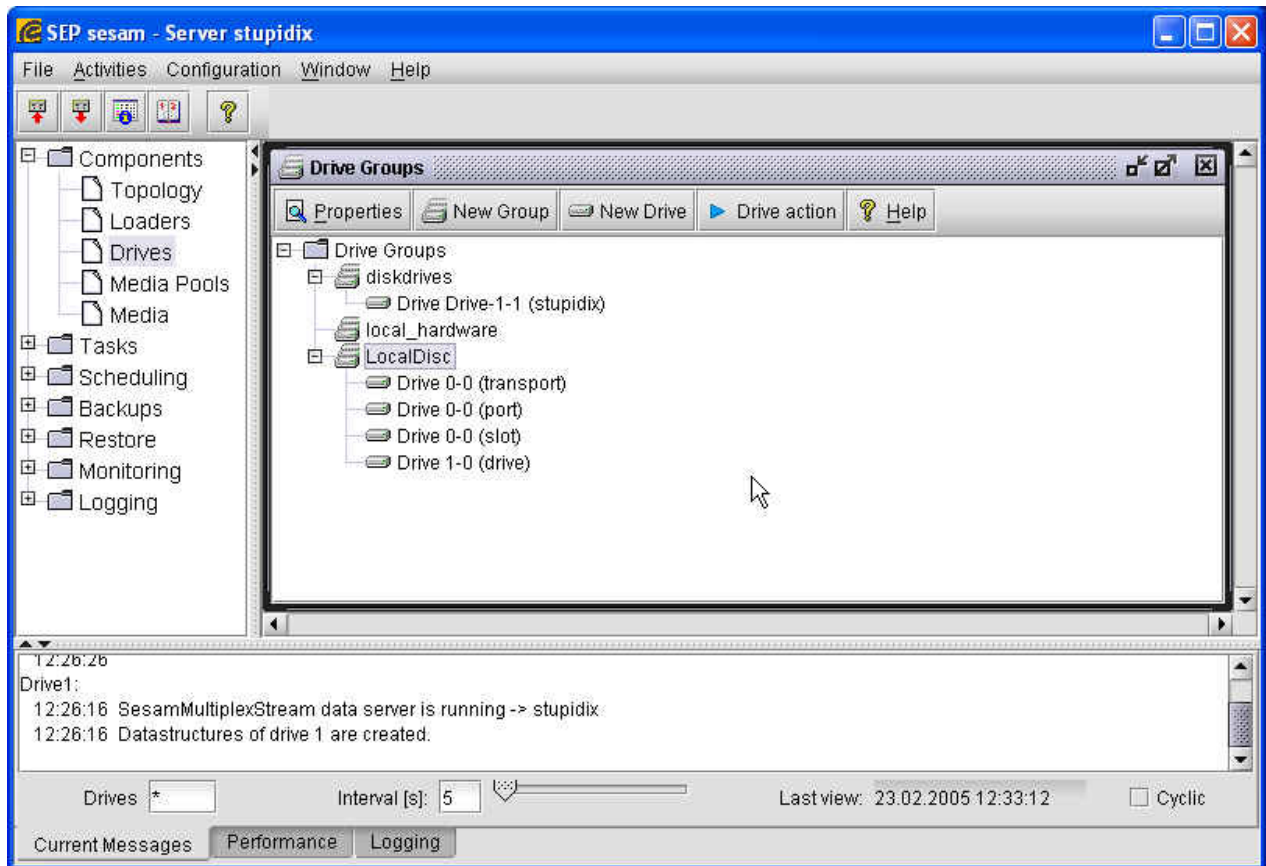 SEP sesam - Server stupidix
File Activities Configuration Window Help
Components
Topology
Loaders
Drives
Media Pools
Media
Tasks
Scheduling
Backups
Restore
Monitoring
Logging
Drive Groups
Properties New Group New Drive Drive action Help
Drive Groups
diskdrives
Drive Drive-1-1 (stupidix)
local_hardware
LocalDisc
Drive 0-0 (transport)
Drive 0-0 (port)
Drive 0-0 (slot)
Drive 1-0 (drive)
12:26:26
Drive1:
12:26:16 SesamMultiplexStream data server is running -> stupidix
12:26:16 Datastructures of drive 1 are created.
Drives * Interval [s]: 5 Last view: 23.02.2005 12:33:12 Cyclic
Current Messages Performance Logging